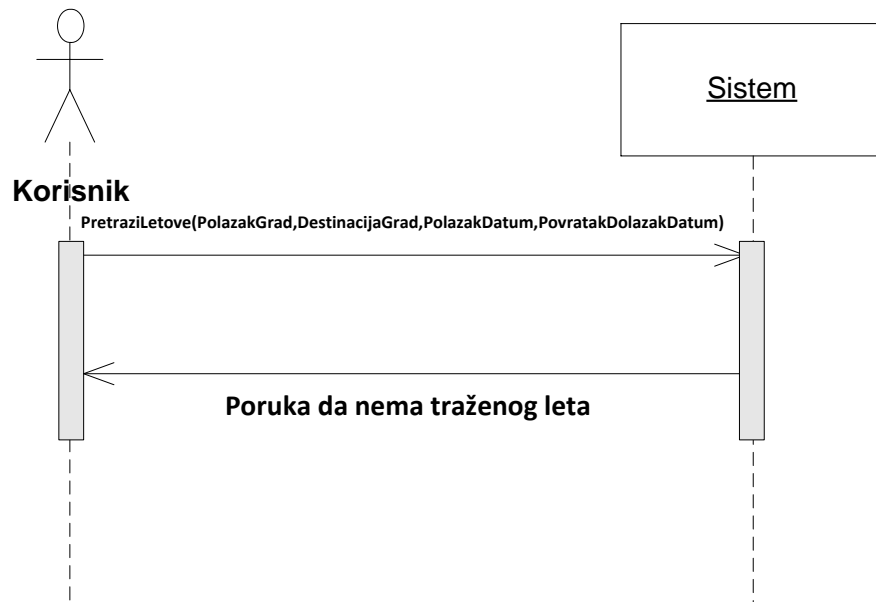 Sistem
Korisnik
PretraziLetove(PolazakGrad,DestinacijaGrad,PolazakDatum,PovratakDolazakDatum)
Poruka da nema traženog leta